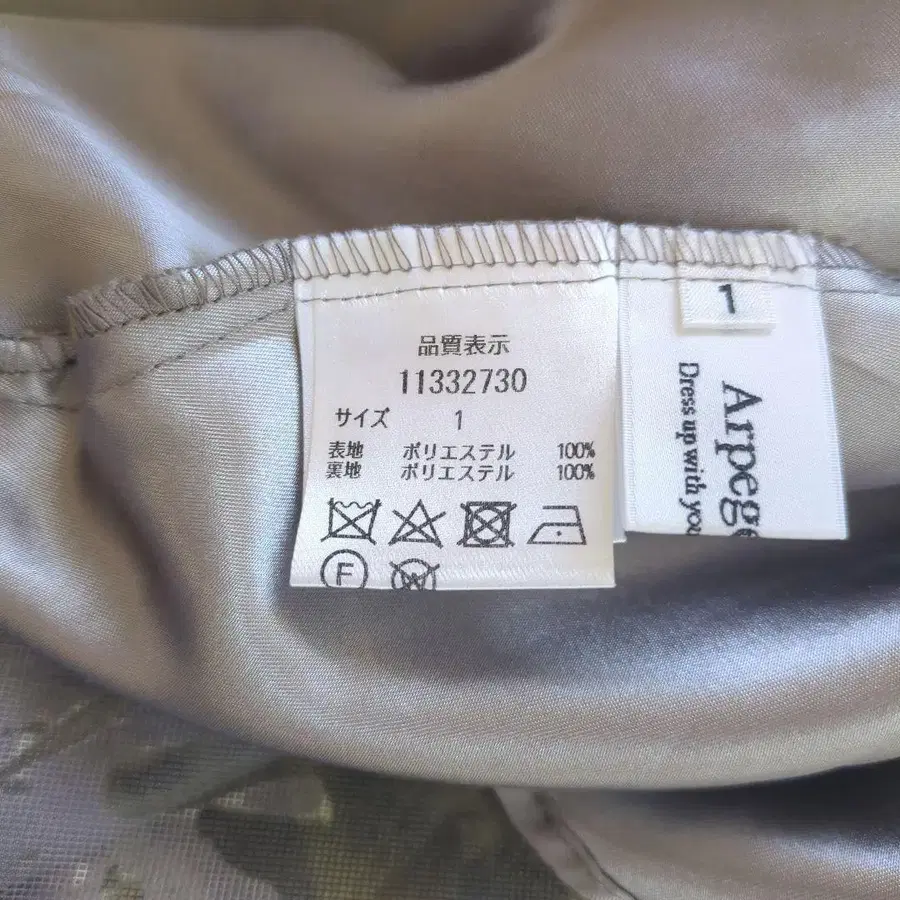 品質表示
11332730
サイズ 1
表地 ポリエステル 100%
裏地 ポリエステル 100%
F
W
1
Arpege
Dress up with you